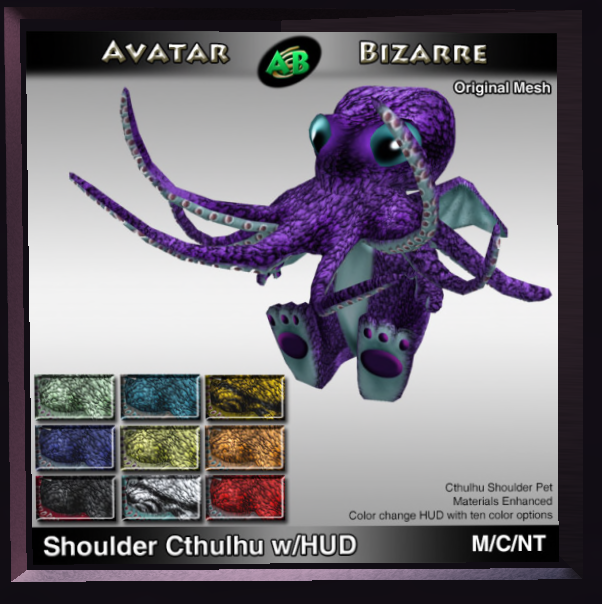 Avatar Bizarre
AB
Original Mesh
Cthulhu Shoulder Pet
Materials Enhanced
Color change HUD with ten color options
Shoulder Cthulhu w/HUD
M/C/NT